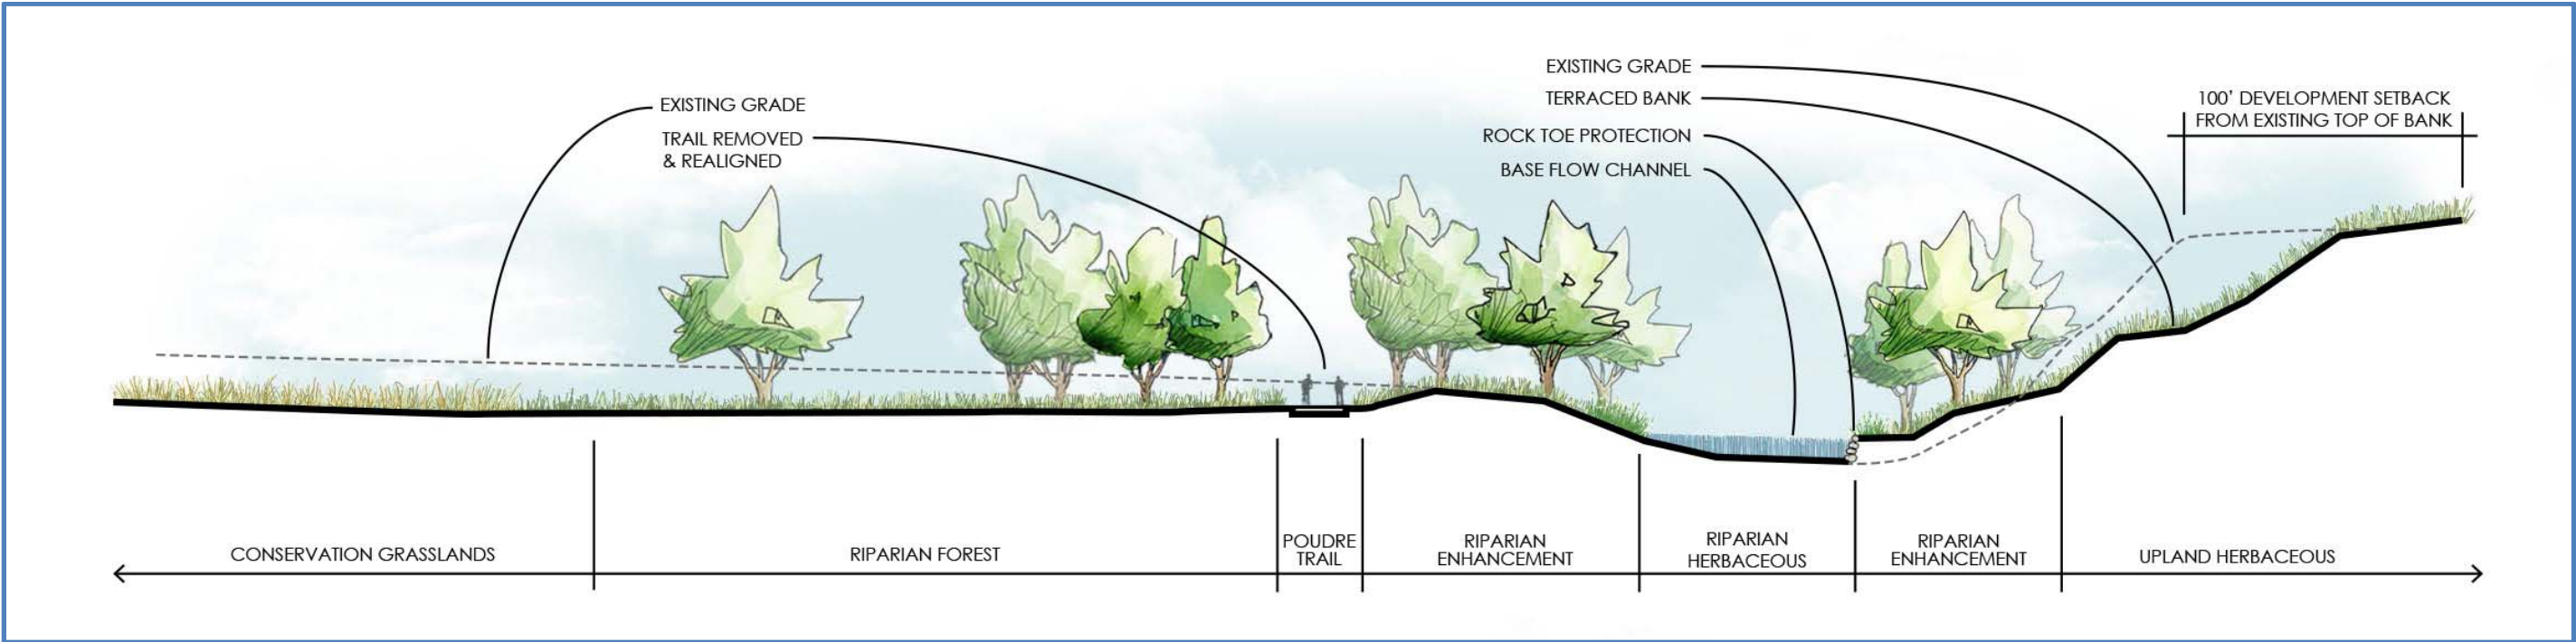 EXISTING GRADE
TRAIL REMOVED
& REALIGNED
EXISTING GRADE
TERRACED BANK
ROCK TOE PROTECTION
BASE FLOW CHANNEL
100' DEVELOPMENT SETBACK
FROM EXISTING TOP OF BANK
CONSERVATION GRASSLANDS
RIPARIAN FOREST
POUDRE
TRAIL
RIPARIAN
ENHANCEMENT
RIPARIAN
HERBACEOUS
RIPARIAN
ENHANCEMENT
UPLAND HERBACEOUS